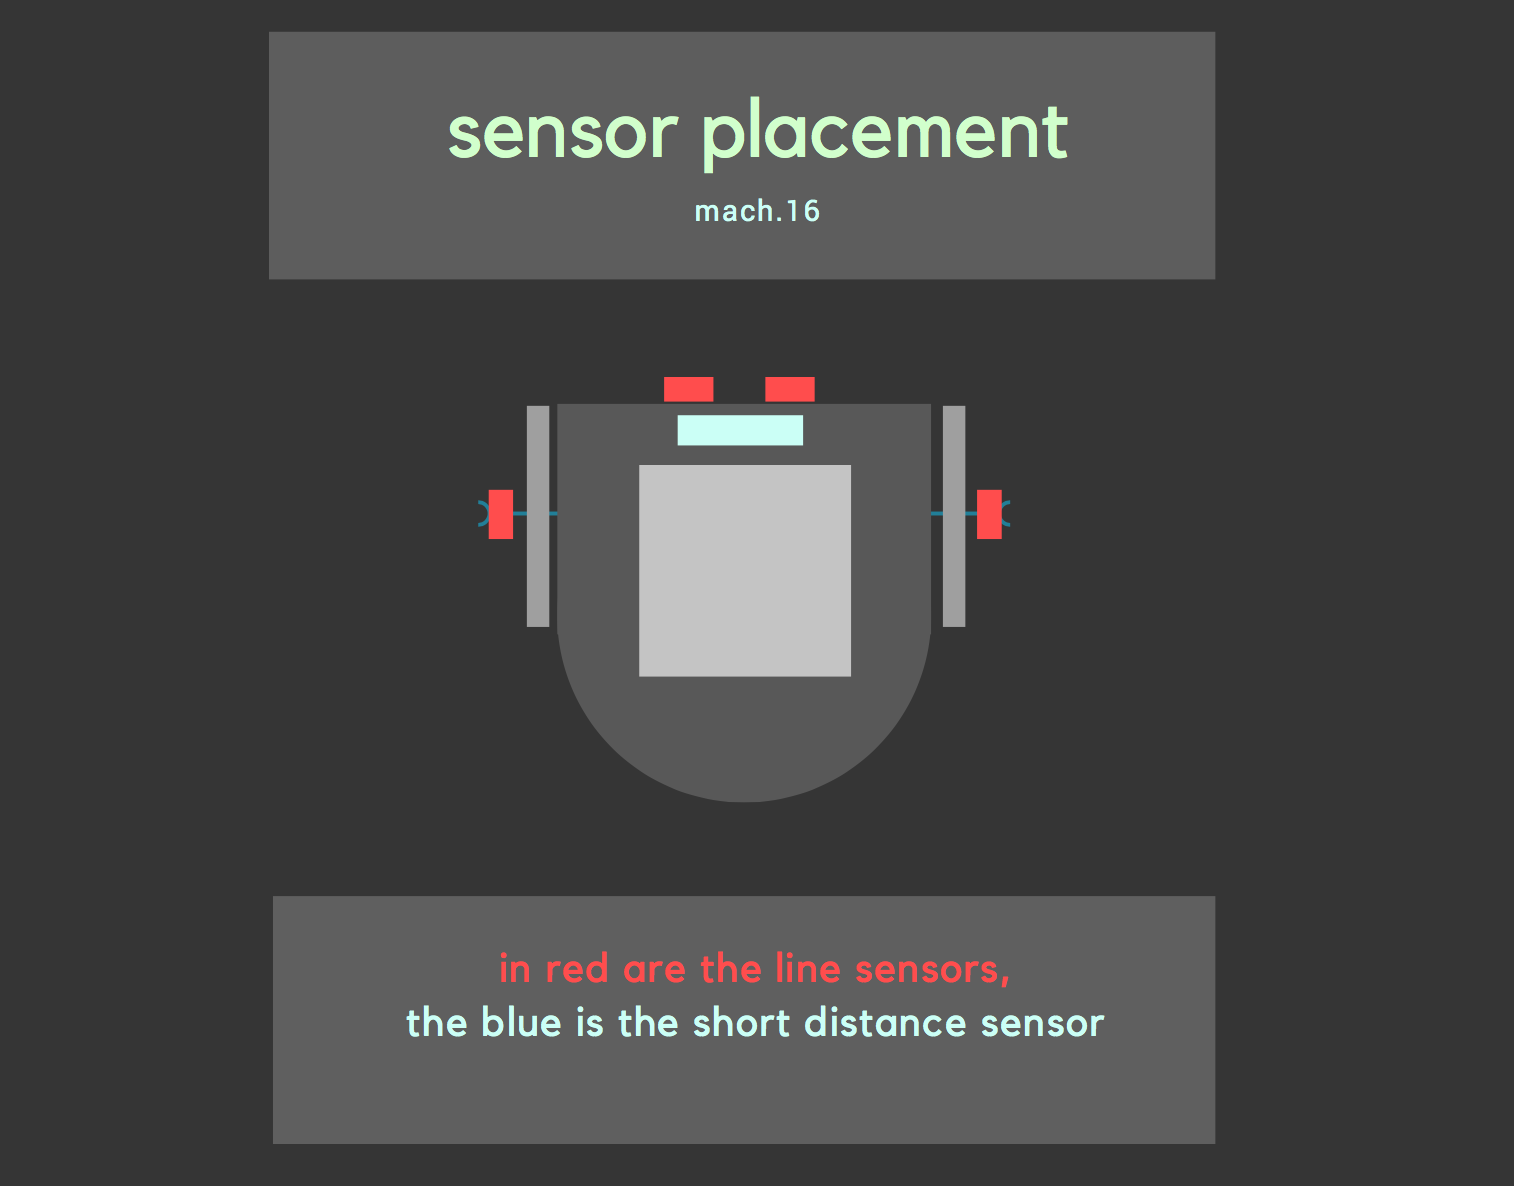 sensor placement
mach.16
in red are the line sensors,
the blue is the short distance sensor